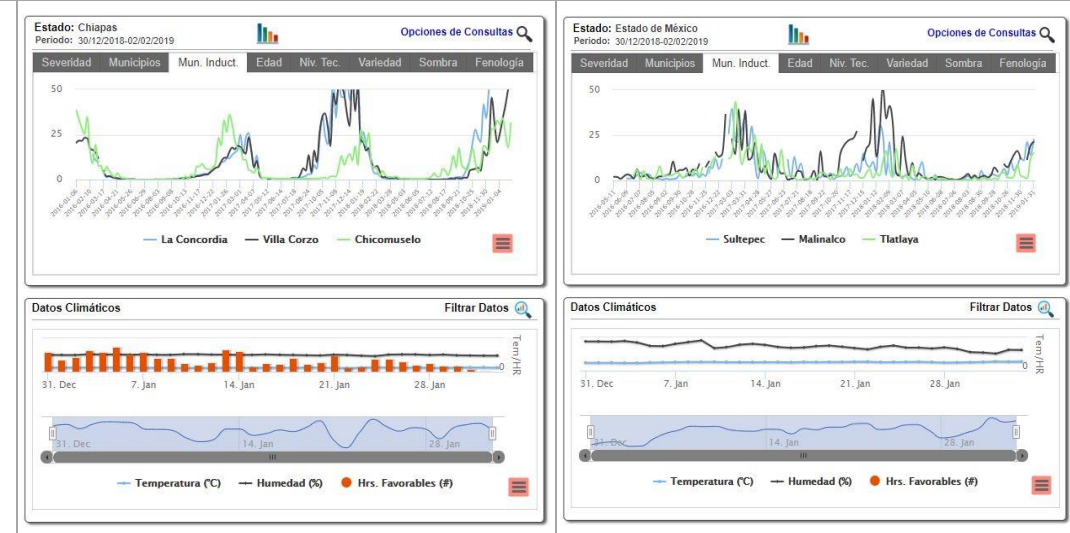 Estado: Chiapas
Periodo: 30/12/2018-02/02/2019
Opciones de Consultas
Severidad Municipios Mun. Induct. Edad Niv. Tec. Variedad Sombra Fenología
50
25
0
La Concordia Villa Corzo Chicomuselo
Datos Climáticos Filtrar Datos
Tem/HR
0
31. Dec 7. Jan 14. Jan 21. Jan 28. Jan
31. Dec 14. Jan 28. Jan
Temperatura (°C) Humedad (%) Hrs. Favorables (#)
Estado: Estado de México
Periodo: 30/12/2018-02/02/2019
Opciones de Consultas
Severidad Municipios Mun. Induct. Edad Niv. Tec. Variedad Sombra Fenología
50
25
0
Sultepec Malinalco Tlatlaya
Datos Climáticos Filtrar Datos
Tem/HR
0
31. Dec 7. Jan 14. Jan 21. Jan 28. Jan
31. Dec 14. Jan 28. Jan
Temperatura (°C) Humedad (%) Hrs. Favorables (#)